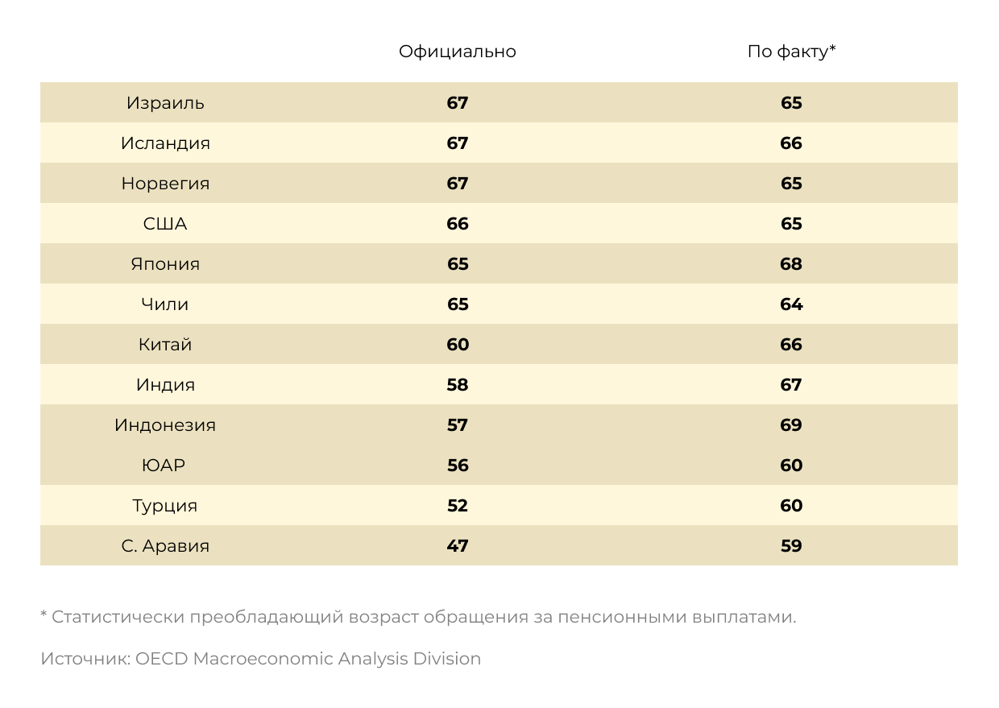 Официально По факту*
Израиль 67 65
Исландия 67 66
Норвегия 67 65
США 66 65
Япония 65 68
Чили 65 64
Китай 60 66
Индия 58 67
Индонезия 57 69
ЮАР 56 60
Турция 52 60
С. Аравия 47 59
* Статистически преобладающий возраст обращения за пенсионными выплатами.
Источник: OECD Macroeconomic Analysis Division